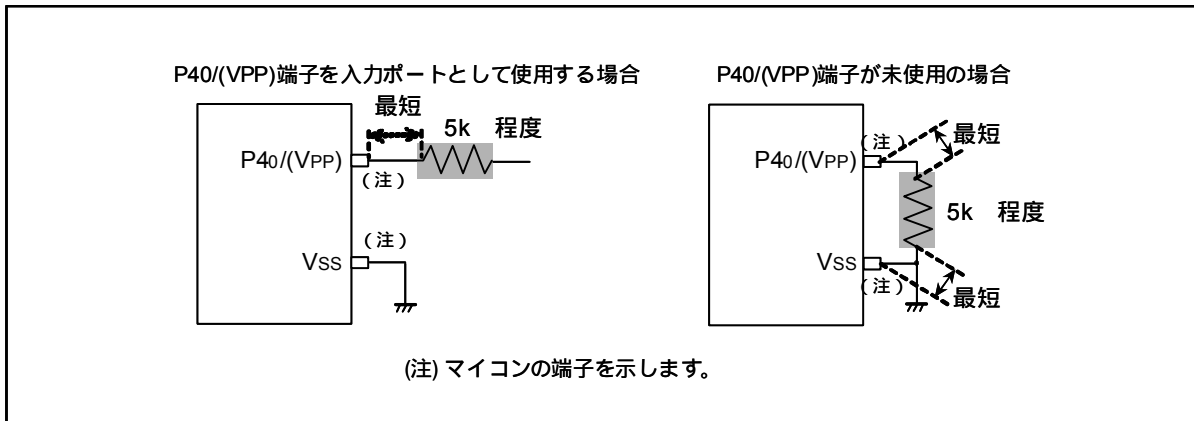 P40/(VPP)端子を入力ポートとして使用する場合
最短
5k 程度
P40/(VPP)
(注)
(注)
VSS
P40/(VPP)端子が未使用の場合
(注)
最短
P40/(VPP)
5k 程度
VSS
(注)
最短
(注) マイコンの端子を示します。